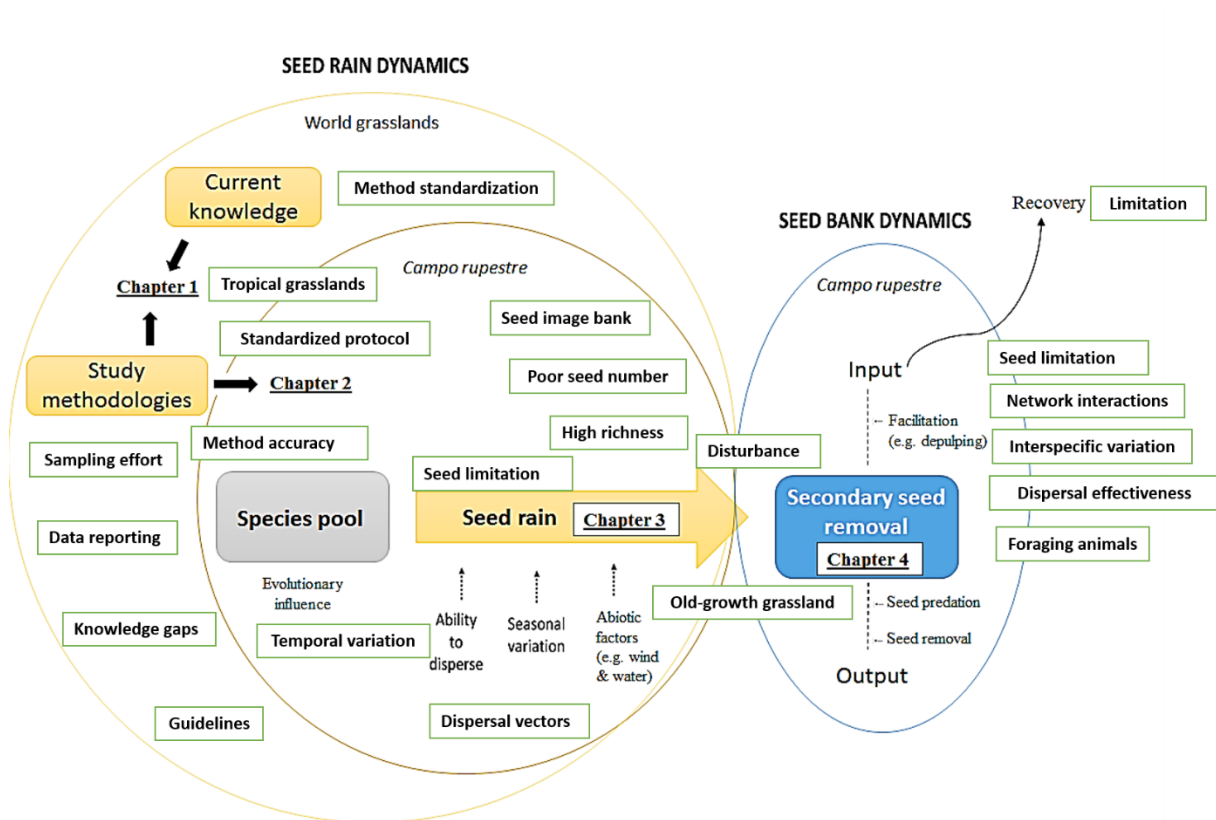 SEED RAIN DYNAMICS
World grasslands
Current
knowledge
Method standardization
Campo rupestre
Chapter 1
Tropical grasslands
Seed image bank
Standardized protocol
Study
methodologies
Chapter 2
Poor seed number
High richness
Method accuracy
Sampling effort
Seed limitation
Disturbance
Species pool
Seed rain
Chapter 3
Data reporting
Evolutionary
influence
Temporal variation
Ability
to
disperse
Seasonal
variation
Abiotic
factors
(e.g. wind
& water)
Old-growth grassland
Knowledge gaps
Guidelines
Dispersal vectors
SEED BANK DYNAMICS
Recovery
Limitation
Campo rupestre
Input
Facilitation
(e.g. depulping)
Seed limitation
Network interactions
Interspecific variation
Dispersal effectiveness
Foraging animals
Secondary seed
removal
Chapter 4
Seed predation
Seed removal
Output